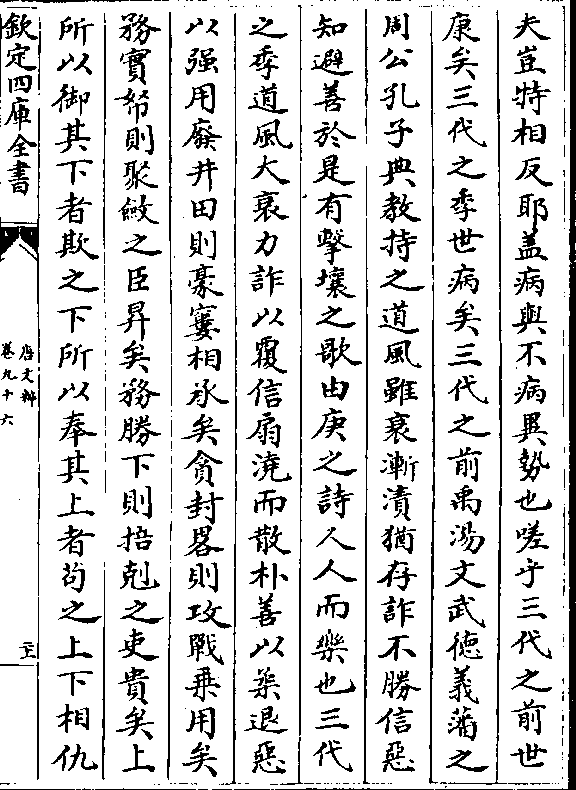 夫豈特相反耶盖病與不病異勢也嗟乎三代之前世
康矣三代之季世病矣三代之前禹湯文武德義藩之
周公孔子典教持之道風雖衰漸漬猶存詐不勝信惡
知避善於是有擊壤之歌由庚之詩人人而樂也三代
之季道風大衰力詐以覆信扇澆而散朴善以柔退惡
以强用廢井田則豪窶相承矣貪封畧則攻戰乗用矣
務實帑則聚斂之臣昇矣務勝下則掊剋之吏貴矣上
所以御其下者欺之下所以奉其上者苟之上下相仇
欽定四庫全書
唐文粹
卷九十六